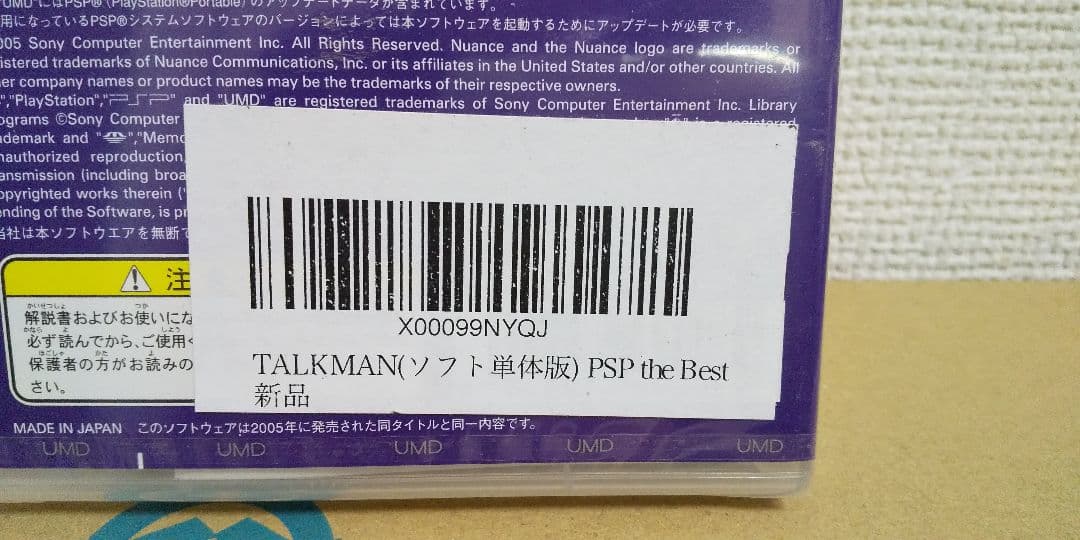 "UMD"にはPSP®("PlayStation®Portable)のアップデートデータが含まれています。
用になっているPSP®システムソフトウェアのバージョンによっては本ソフトウェアを起動するためにアップデートが必要です。
005 Sony Computer Entertainment Inc. All Rights Reserved. Nuance and the Nuance logo are trademarks or
istered trademarks of Nuance Communications, Inc. or its affiliates in the United States and/or other countries. All
er company names or product names may be the trademarks of their respective owners.
","PlayStation","PSP" and "UMD" are registered trademarks of Sony Computer Entertainment Inc. Library
ograms ©Sony Computer
ademark and "","Memo
nauthorized reproduction,
ansmission (including broa
opyrighted works therein (
ending of the Software, is pr
当社は本ソフトウエアを無断で
注
解説書およびお使いにな
必ず読んでから、ご使用く
保護者の方がお読みの
さい。
X00099NYQJ
TALKMAN(ソフト単体版) PSP the Best
新品
MADE IN JAPAN このソフトウェアは2005年に発売された同タイトルと同一内容です。
UMD UMD UMD UMD UMD